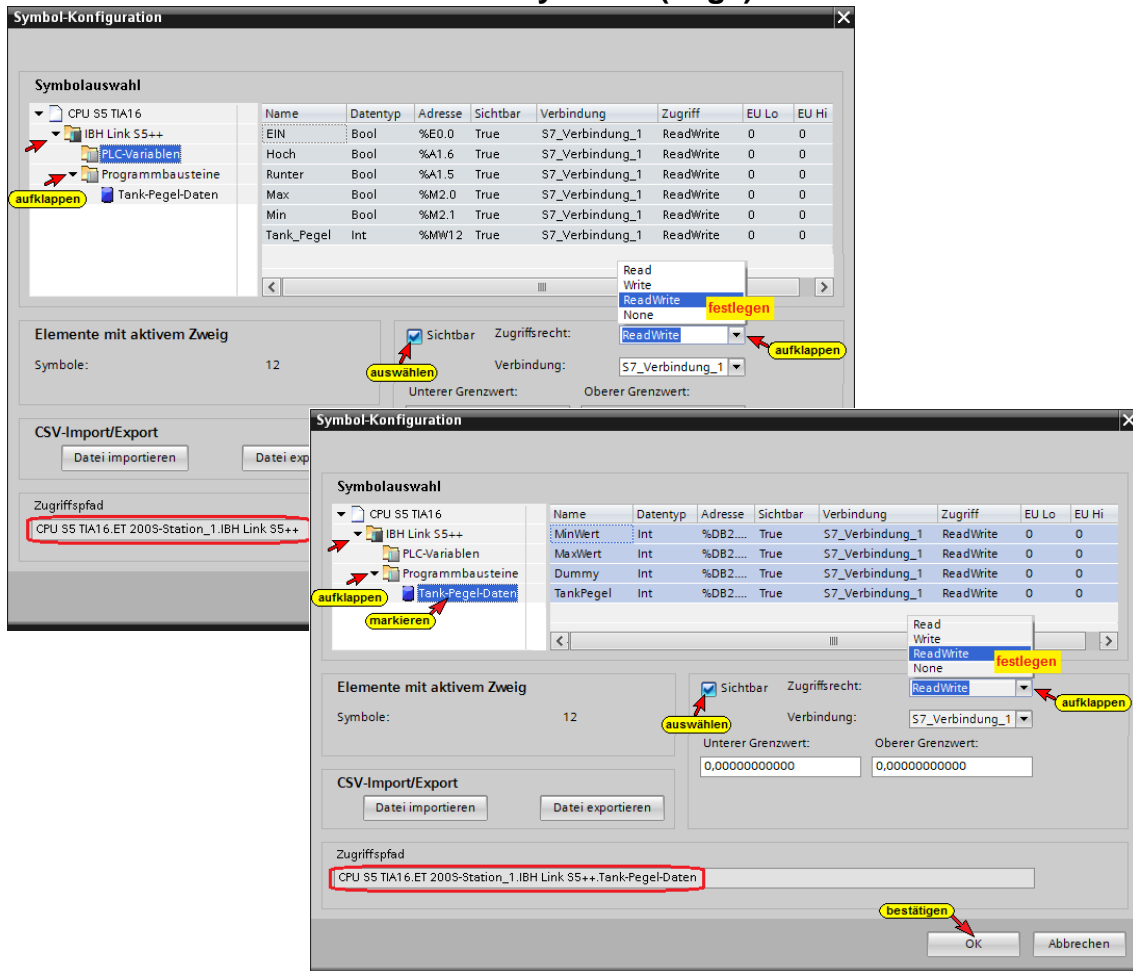 Symbol-Konfiguration
Symbolauswahl
CPU S5 TIA16
IBH Link S5++
PLC-Variablen
Programmbausteine
Tank-Pegel-Daten
aufklappen
Name Datentyp Adresse Sichtbar Verbindung Zugriff EU Lo EU Hi
EIN Bool %E0.0 True S7_Verbindung_1 ReadWrite 0 0
Hoch Bool %A1.6 True S7_Verbindung_1 ReadWrite 0 0
Runter Bool %A1.5 True S7_Verbindung_1 ReadWrite 0 0
Max Bool %M2.0 True S7_Verbindung_1 ReadWrite 0 0
Min Bool %M2.1 True S7_Verbindung_1 ReadWrite 0 0
Tank_Pegel Int %MW12 True S7_Verbindung_1 ReadWrite 0 0
Read
Write
ReadWrite
None
festlegen
Elemente mit aktivem Zweig
Symbole: 12
Sichtbar Zugriffsrecht: ReadWrite
aufklappen
auswählen
Verbindung: S7_Verbindung_1
Unterer Grenzwert: Oberer Grenzwert:
CSV-Import/Export
Datei importieren Datei exp
Zugriffspfad
CPU S5 TIA16.ET 200S-Station_1.IBH Link S5++
Symbol-Konfiguration
Symbolauswahl
CPU S5 TIA16
IBH Link S5++
PLC-Variablen
Programmbausteine
Tank-Pegel-Daten
aufklappen
markieren
Name Datentyp Adresse Sichtbar Verbindung Zugriff EU Lo EU Hi
MinWert Int %DB2.... True S7_Verbindung_1 ReadWrite 0 0
MaxWert Int %DB2.... True S7_Verbindung_1 ReadWrite 0 0
Dummy Int %DB2.... True S7_Verbindung_1 ReadWrite 0 0
TankPegel Int %DB2.... True S7_Verbindung_1 ReadWrite 0 0
Read
Write
ReadWrite
None
festlegen
Elemente mit aktivem Zweig
Symbole: 12
Sichtbar Zugriffsrecht: ReadWrite
aufklappen
auswählen
Verbindung: S7_Verbindung_1
Unterer Grenzwert: Oberer Grenzwert:
0,00000000000 0,00000000000
CSV-Import/Export
Datei importieren Datei exportieren
Zugriffspfad
CPU S5 TIA16.ET 200S-Station_1.IBH Link S5++.Tank-Pegel-Daten
bestätigen
OK Abbrechen